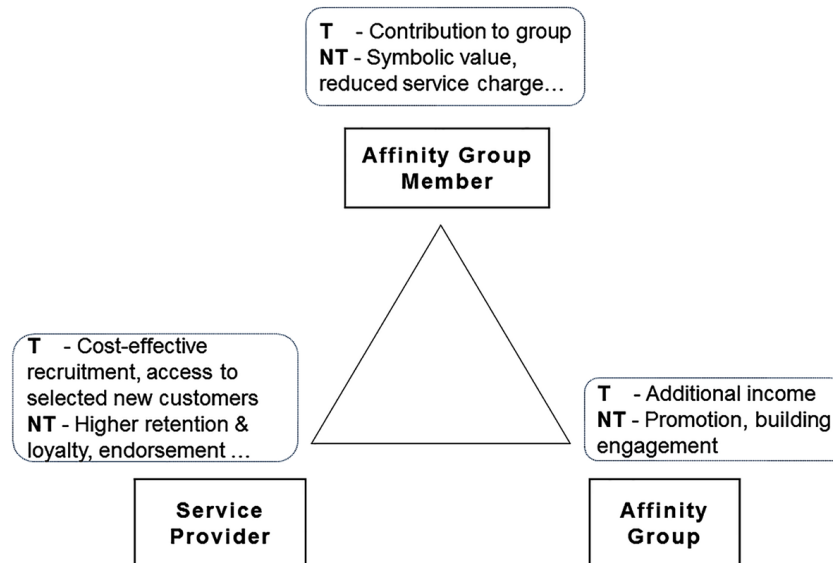 T - Contribution to group
NT - Symbolic value,
reduced service charge…
Affinity Group
Member
T - Cost-effective
recruitment, access to
selected new customers
NT - Higher retention &
loyalty, endorsement …
T - Additional income
NT - Promotion, building
engagement
Service
Provider
Affinity
Group